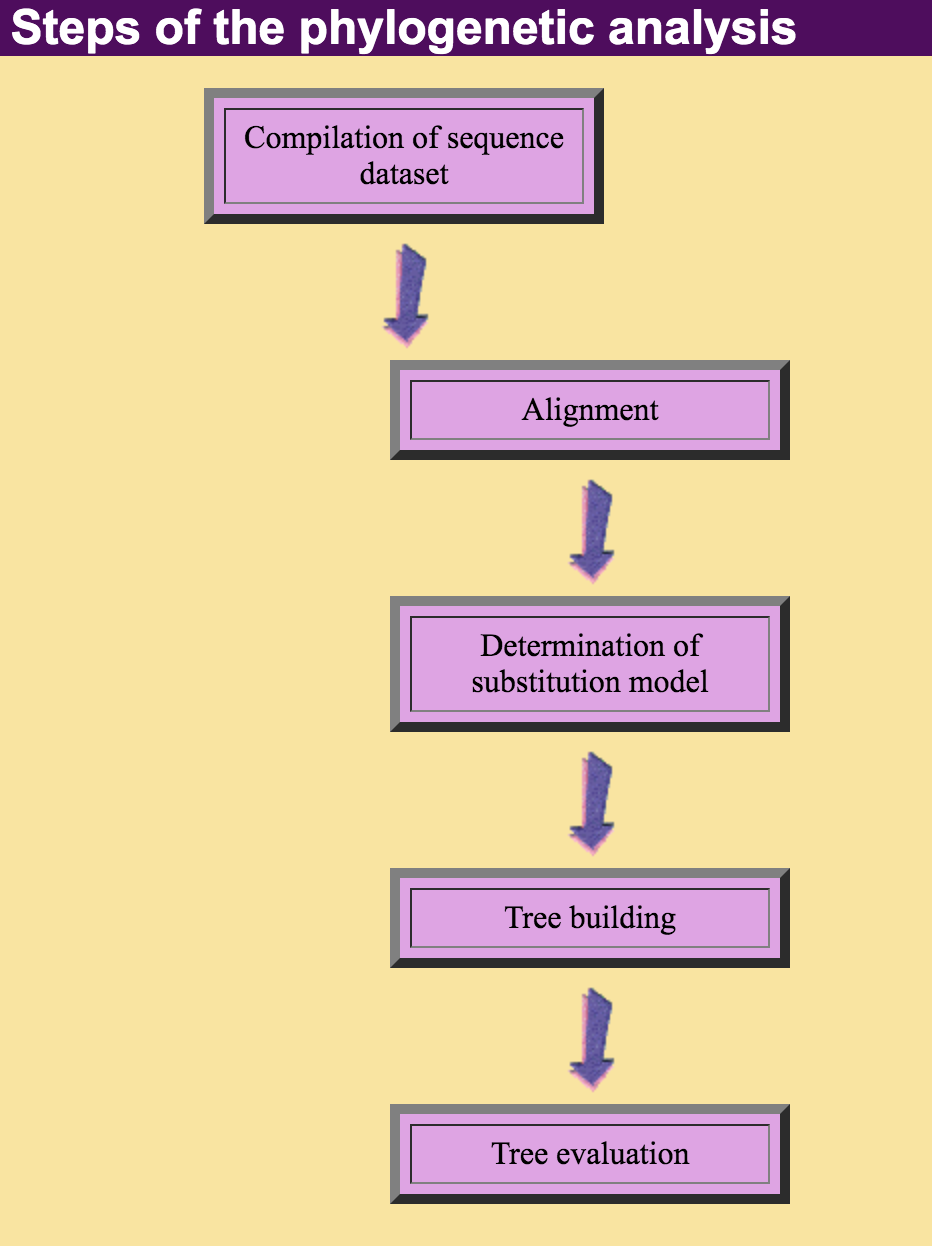 Steps of the phylogenetic analysis
Compilation of sequence
dataset
Alignment
Determination of
substitution model
Tree building
Tree evaluation